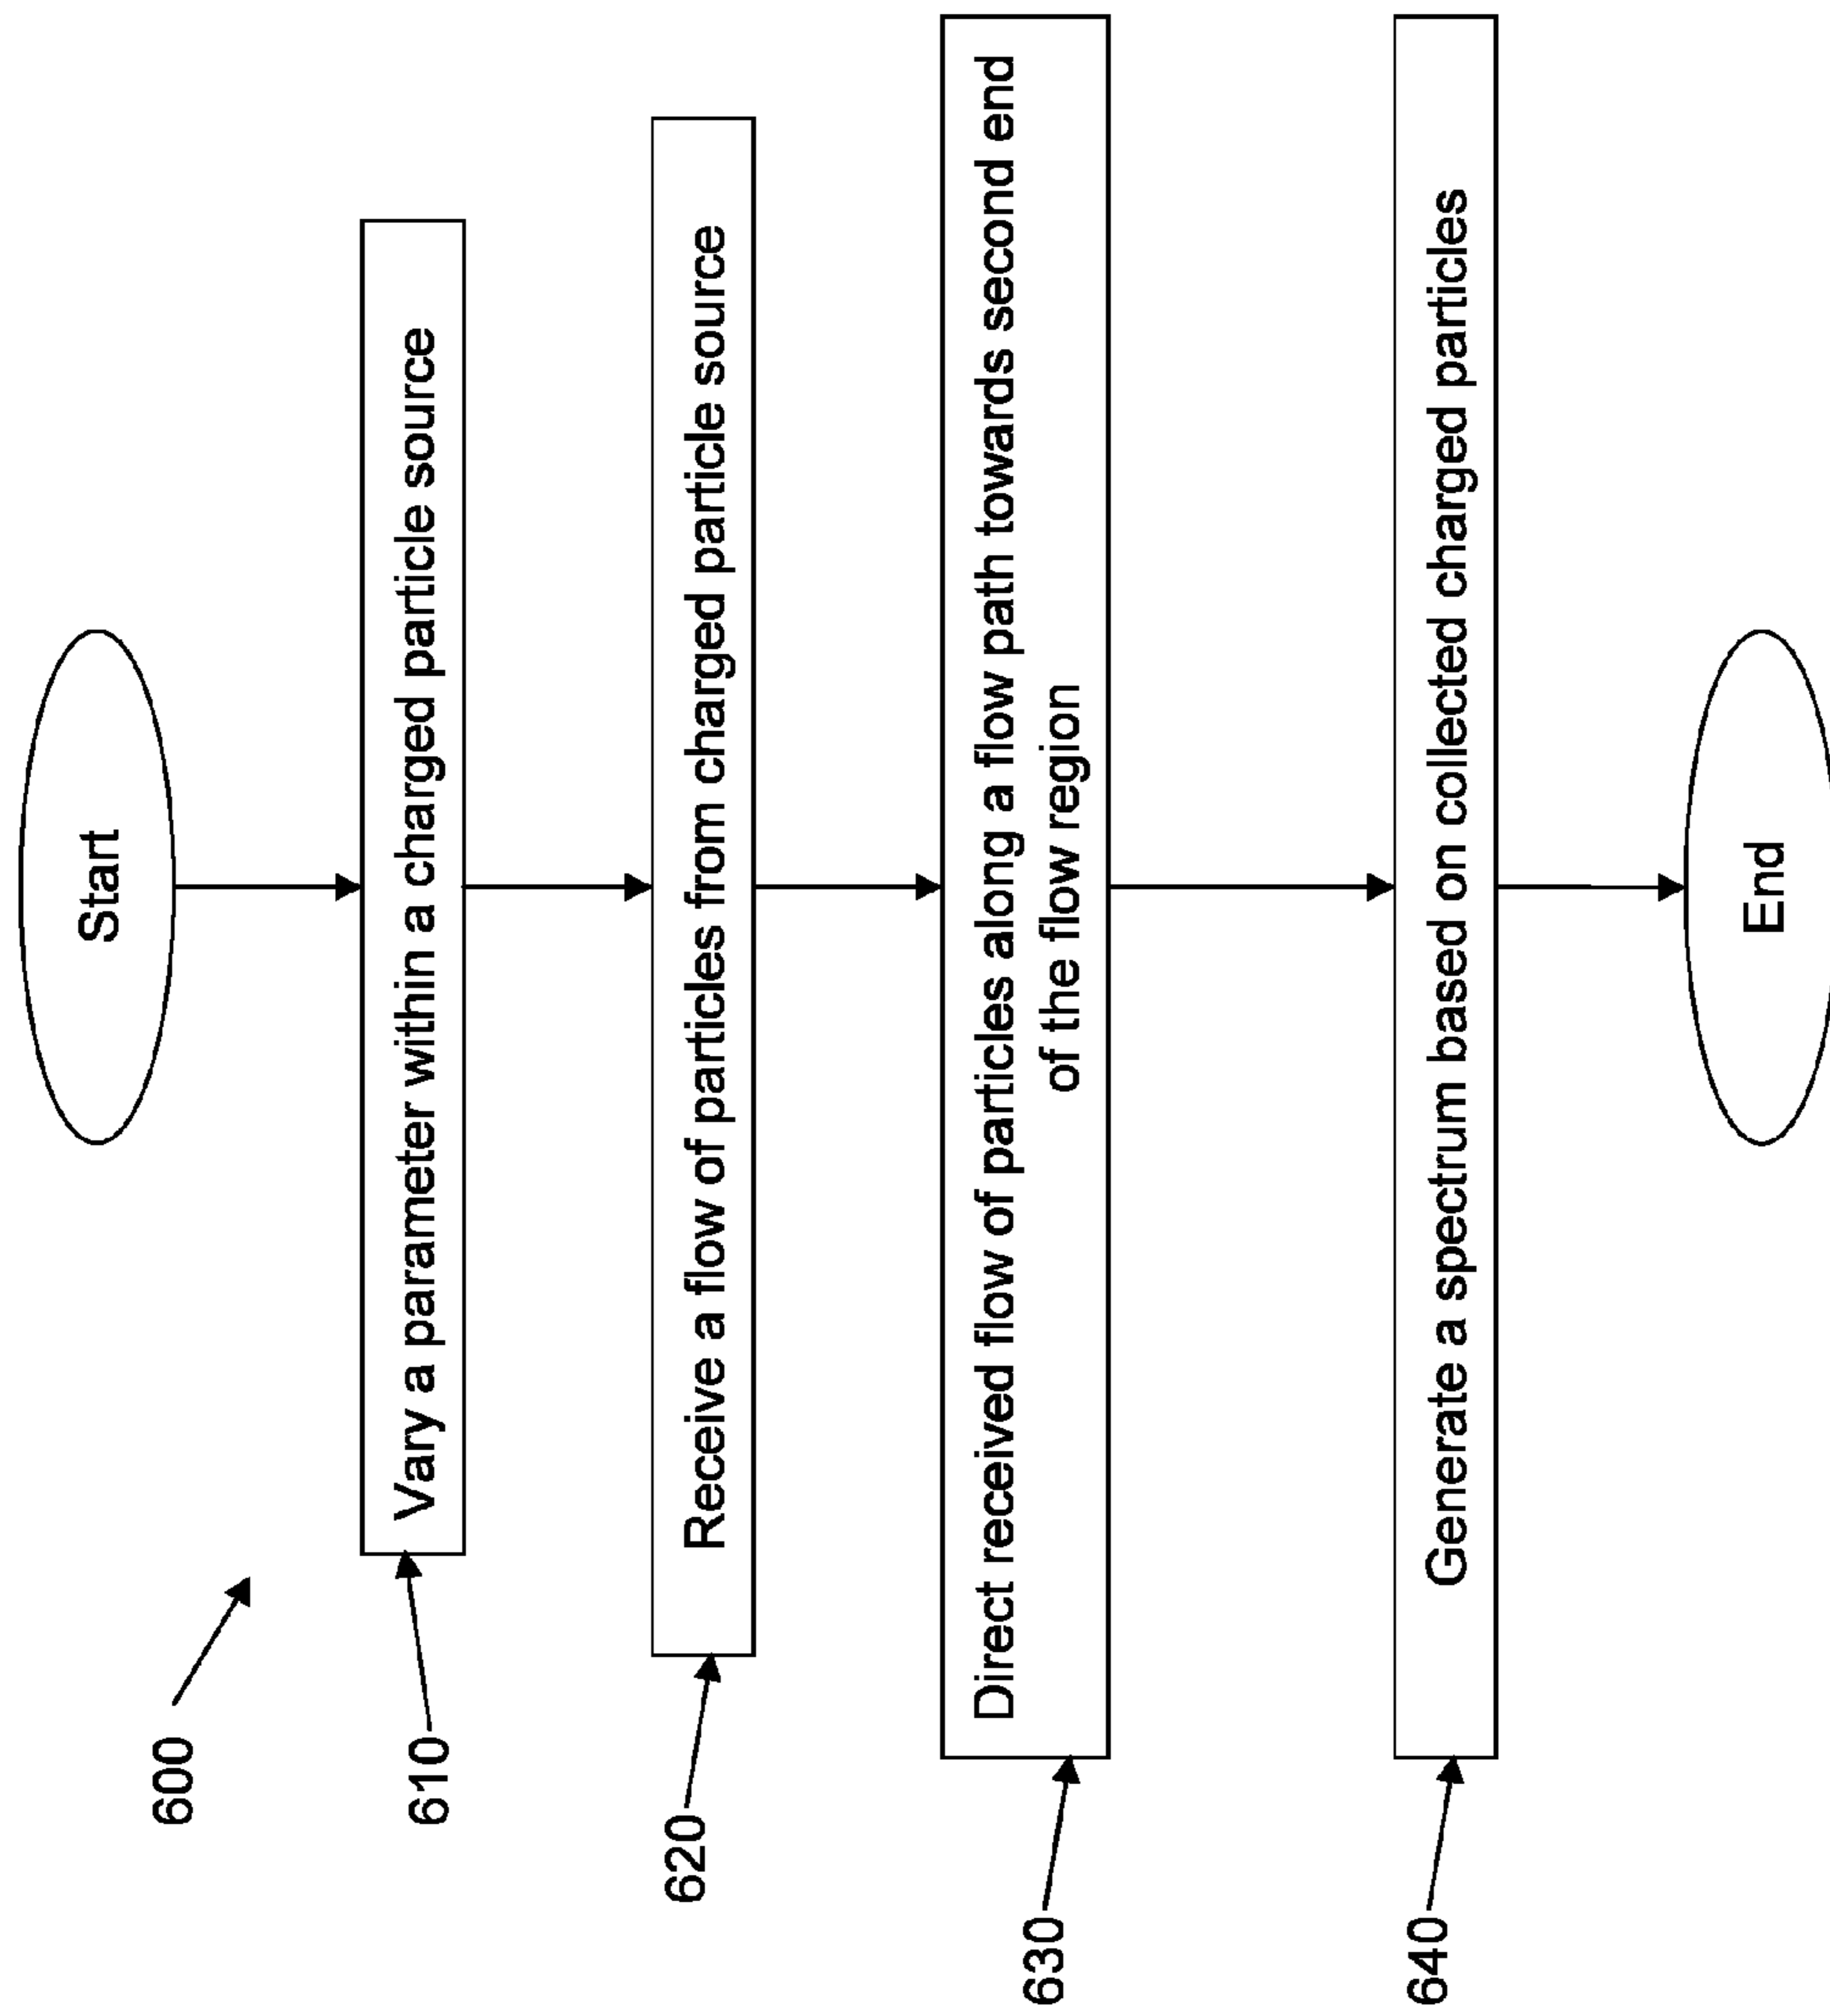 600
Start
610
Vary a parameter within a charged particle source
620
Receive a flow of particles from charged particle source
630
Direct received flow of particles along a flow path towards second end
of the flow region
640
Generate a spectrum based on collected charged particles
End